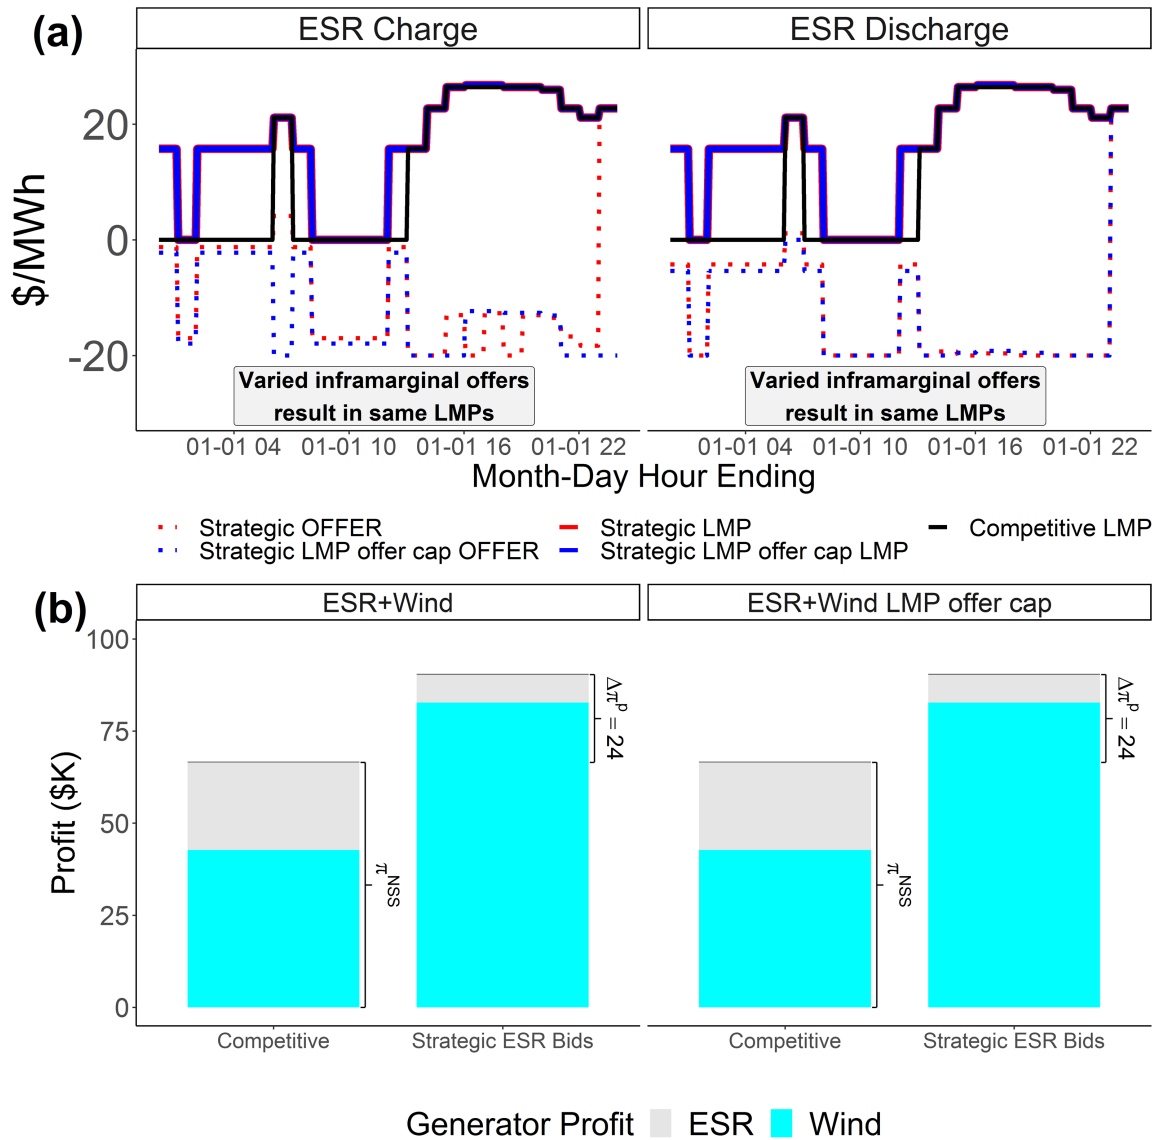 (a)
ESR Charge
ESR Discharge
$/MWh
20
0
-20
Varied inframarginal offers
result in same LMPs
Varied inframarginal offers
result in same LMPs
01-01 04
01-01 10
01-01 16
01-01 22
01-01 04
01-01 10
01-01 16
01-01 22
Month-Day Hour Ending
Strategic OFFER
Strategic LMP
Competitive LMP
Strategic LMP offer cap OFFER
Strategic LMP offer cap LMP
(b)
ESR+Wind
ESR+Wind LMP offer cap
Profit ($K)
100
75
50
25
0
π^NSS
Δπ^p = 24
π^NSS
Δπ^p = 24
Competitive
Strategic ESR Bids
Competitive
Strategic ESR Bids
Generator Profit
ESR
Wind